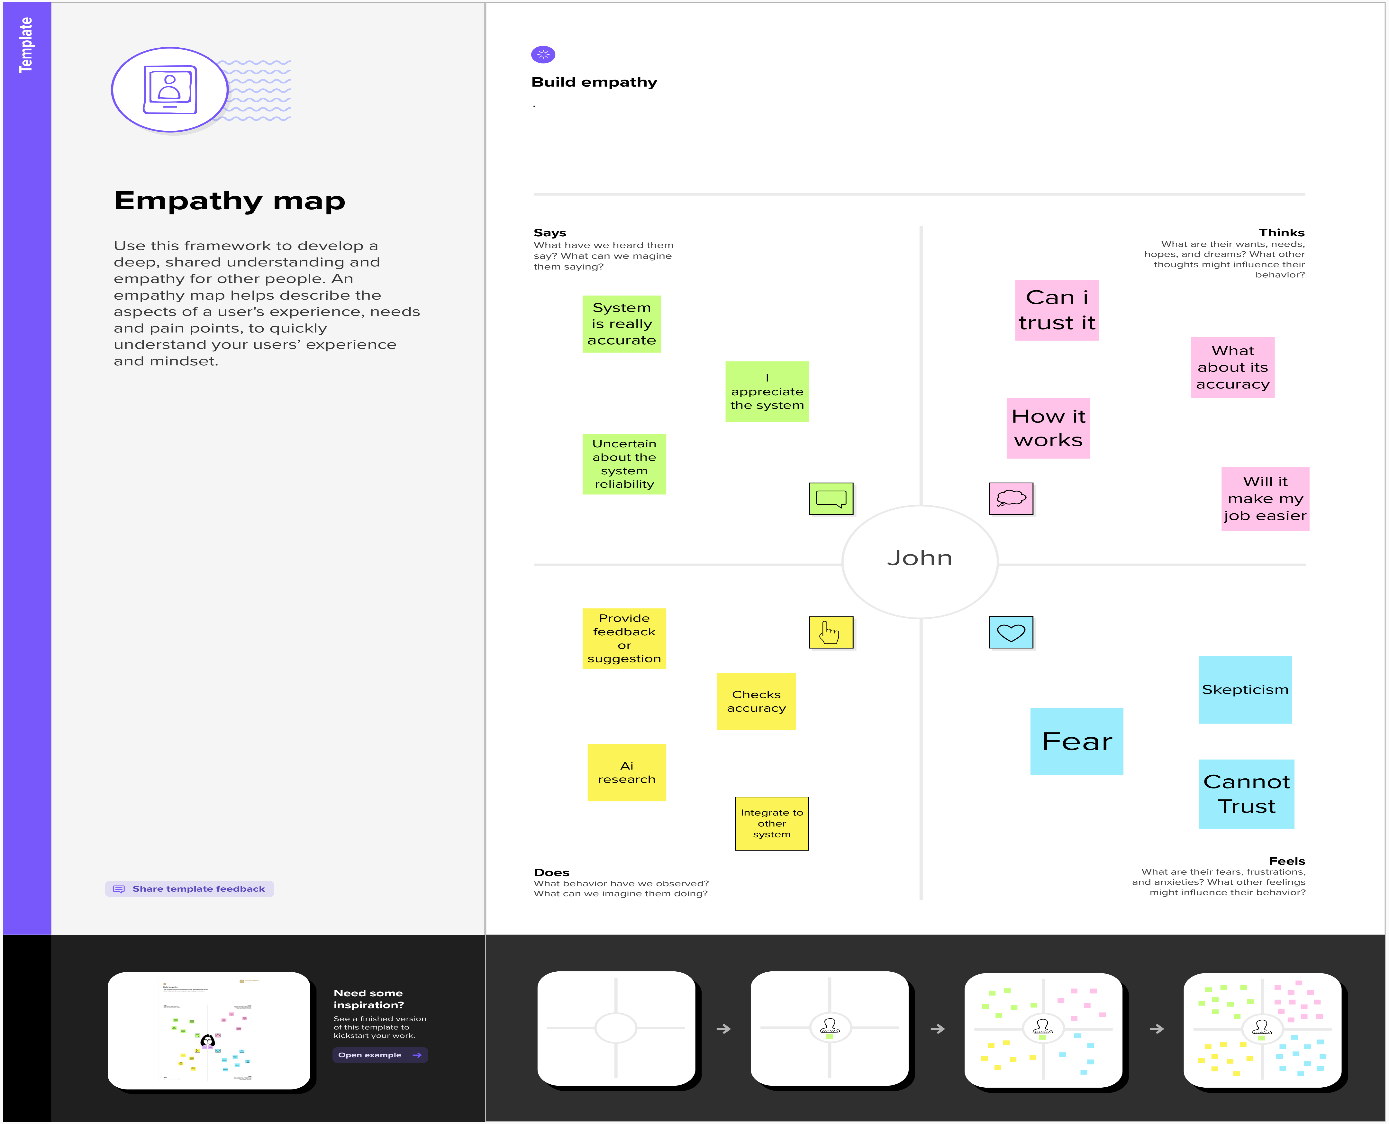 Template
Empathy map
Use this framework to develop a
deep, shared understanding and
empathy for other people. An
empathy map helps describe the
aspects of a user's experience, needs
and pain points, to quickly
understand your users' experience
and mindset.
Share template feedback
Build empathy
.
Says
What have we heard them
say? What can we magine
them saying?
System
is really
accurate
I
appreciate
the system
Uncertain
about the
system
reliability
Thinks
What are their wants, needs,
hopes, and dreams? What other
thoughts might influence their
behavior?
Can i
trust it
What
about its
accuracy
How it
works
Will it
make my
job easier
John
Provide
feedback
or
suggestion
Checks
accuracy
Ai
research
Integrate to
other
system
Does
What behavior have we observed?
What can we imagine them doing?
Skepticism
Fear
Cannot
Trust
Feels
What are their fears, frustrations,
and anxieties? What other feelings
might influence their behavior?
Need some
inspiration?
See a finished version
of this template to
kickstart your work.
Open example